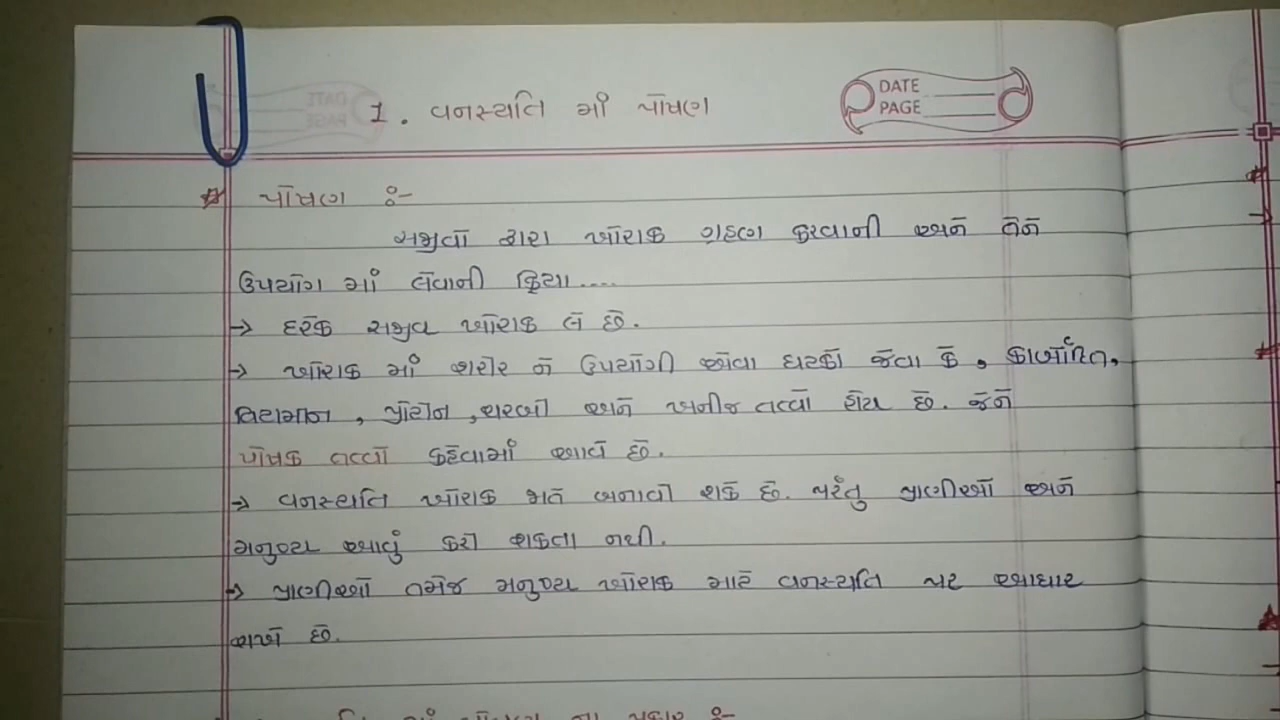 DATE
PAGE
1. વનસ્પતિ માં પોષણ
* પોષણ :-
સજીવો દ્વારા ખોરાક ગ્રહણ કરવાની અને તેને
ઉપયોગ માં લેવાની ક્રિયા....
→ દરેક સજીવ ખોરાક લે છે.
→ ખોરાક માં શરીર ને ઉપયોગી એવા ઘટકો જેવા કે, કાર્બોદિત,
વિટામીન, પ્રોટીન, ચરબી અને ખનીજ તત્વો હોય છે. જેને
પોષક તત્વો કહેવામાં આવે છે.
→ વનસ્પતિ ખોરાક જાતે બનાવી શકે છે. પરંતુ પ્રાણીઓ અને
મનુષ્ય આવું કરી શકતા નથી.
→ પ્રાણીઓ તેમજ મનુષ્ય ખોરાક માટે વનસ્પતિ પર આધાર
રાખે છે.